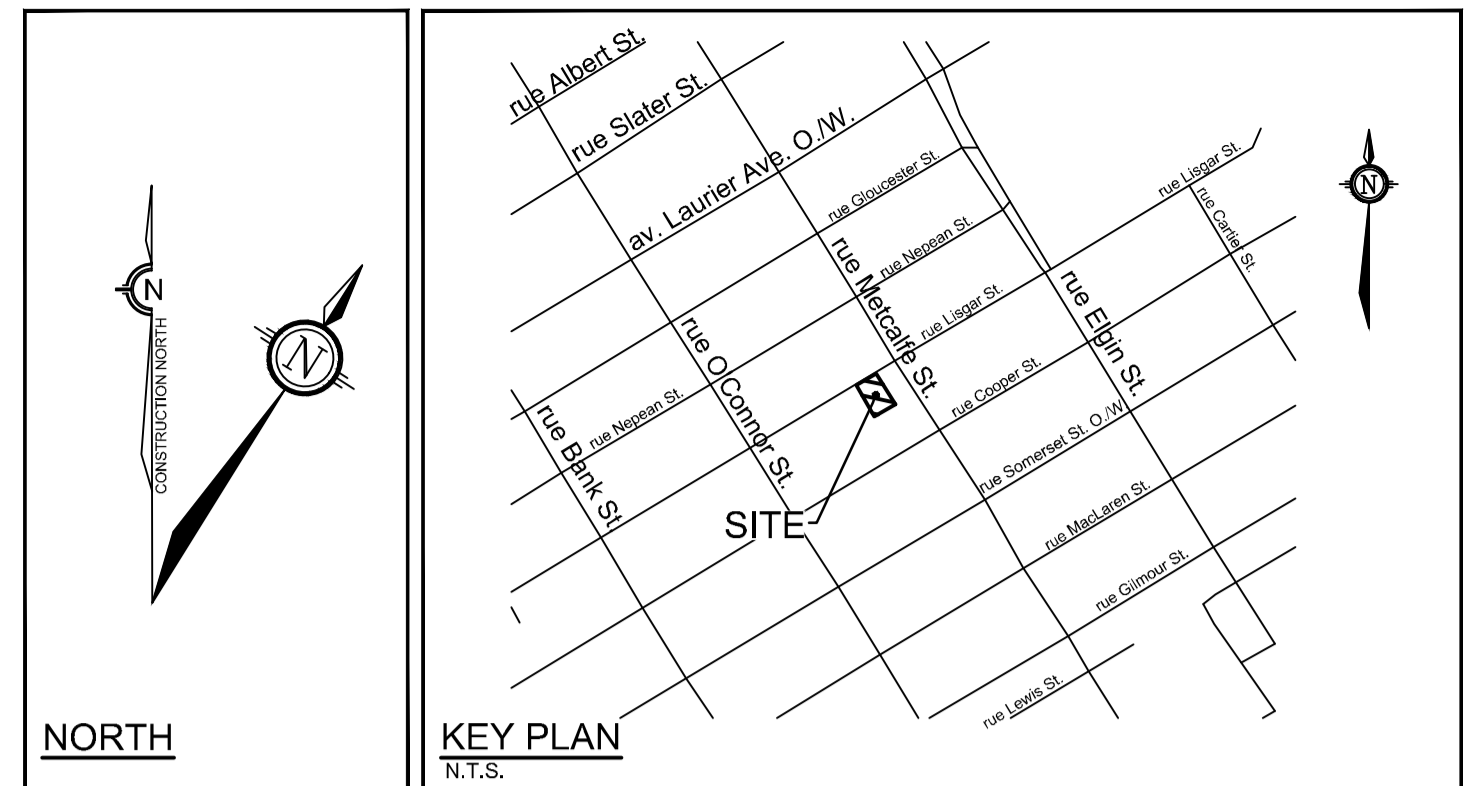 N
CONSTRUCTION NORTH
N
NORTH
rue Albert St.
rue Slater St.
av. Laurier Ave. O./W.
rue Gloucester St.
rue Nepean St.
rue Lisgar St.
rue Lisgar St.
rue Cartier St.
N
rue Metcalfe St.
rue Elgin St.
rue O'Connor St.
rue Nepean St.
rue Bank St.
rue Cooper St.
rue Somerset St. O./W.
rue MacLaren St.
rue Gilmour St.
rue Lewis St.
SITE
KEY PLAN
N.T.S.